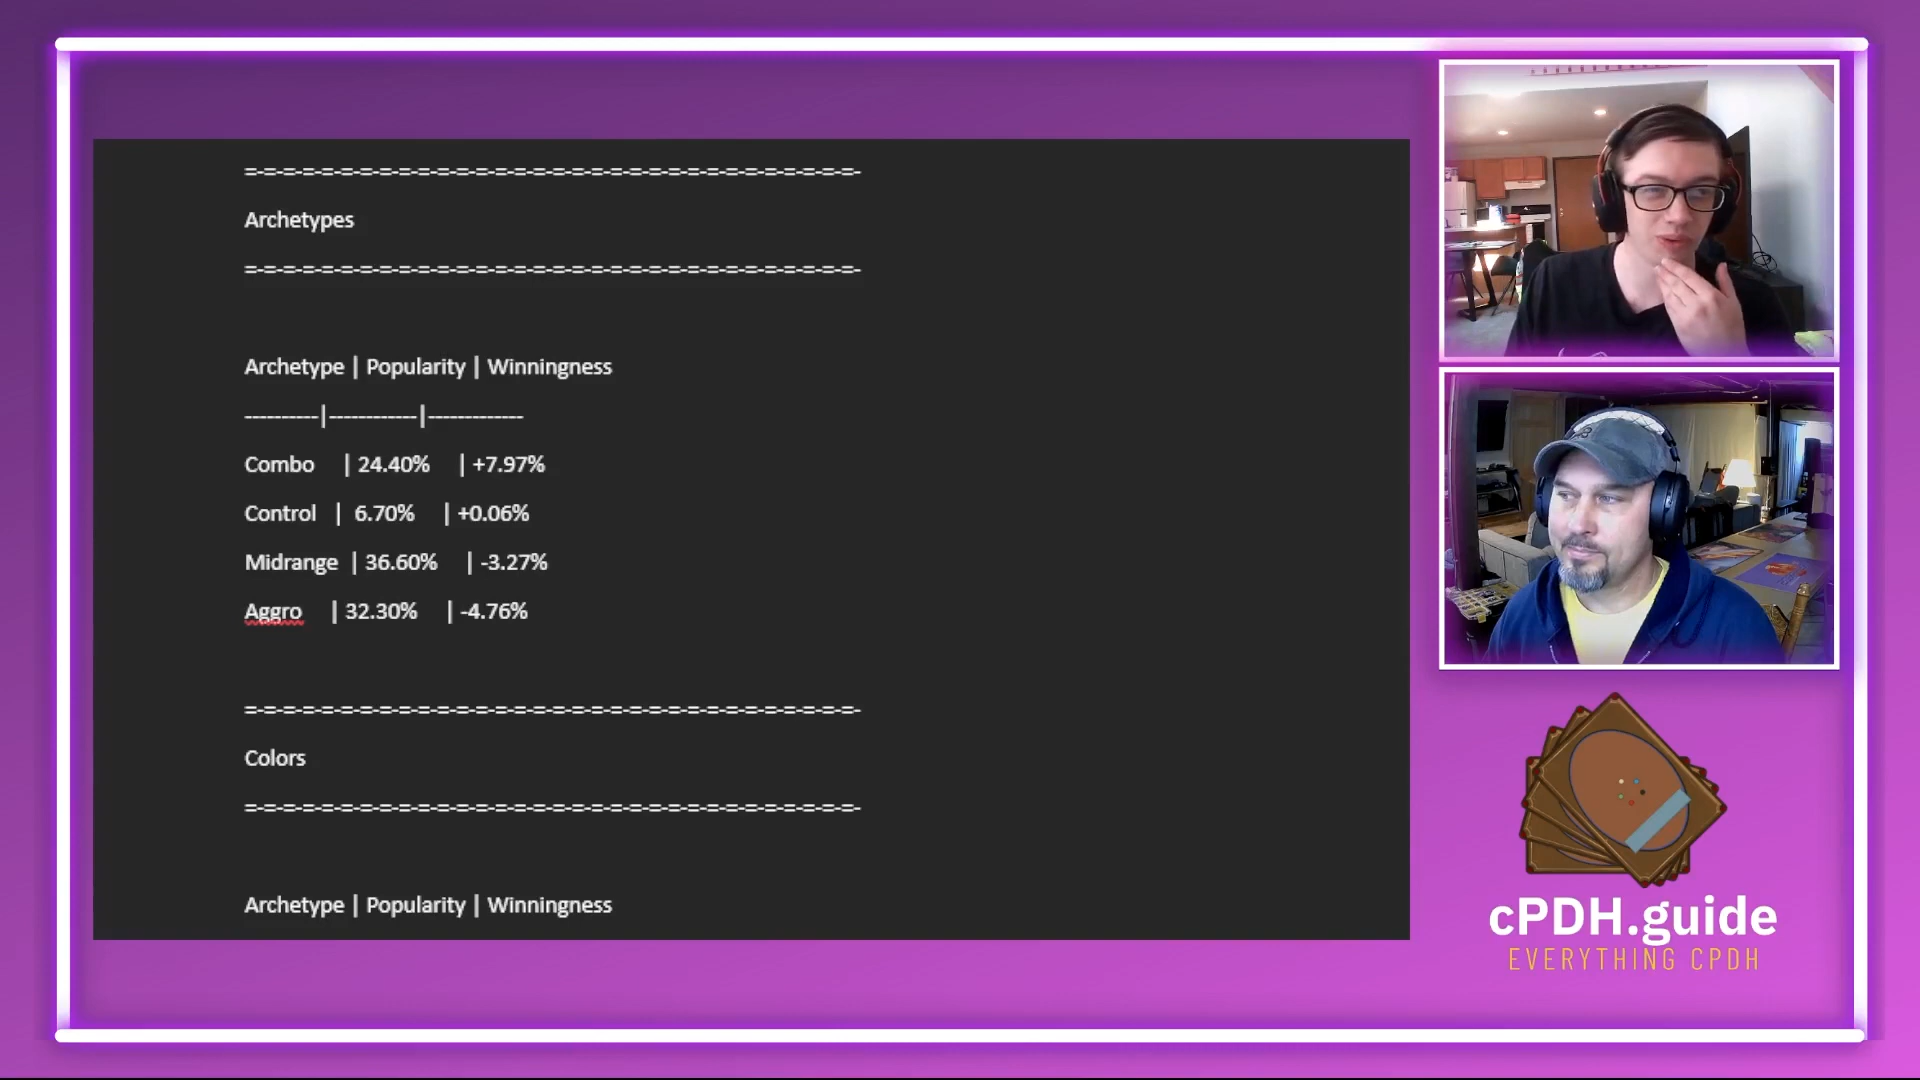 =-=-=-=-=-=-=-=-=-=-=-=-=-=-=-=-=-=-=-=-=-=-=-=-=-=-=-=-=-=-=-=-
Archetypes
=-=-=-=-=-=-=-=-=-=-=-=-=-=-=-=-=-=-=-=-=-=-=-=-=-=-=-=-=-=-=-=-
Archetype | Popularity | Winningness
----------|------------|-------------
Combo | 24.40% | +7.97%
Control | 6.70% | +0.06%
Midrange | 36.60% | -3.27%
Aggro | 32.30% | -4.76%
=-=-=-=-=-=-=-=-=-=-=-=-=-=-=-=-=-=-=-=-=-=-=-=-=-=-=-=-=-=-=-=-
Colors
=-=-=-=-=-=-=-=-=-=-=-=-=-=-=-=-=-=-=-=-=-=-=-=-=-=-=-=-=-=-=-=-
Archetype | Popularity | Winningness
cPDH.guide
EVERYTHING CPDH